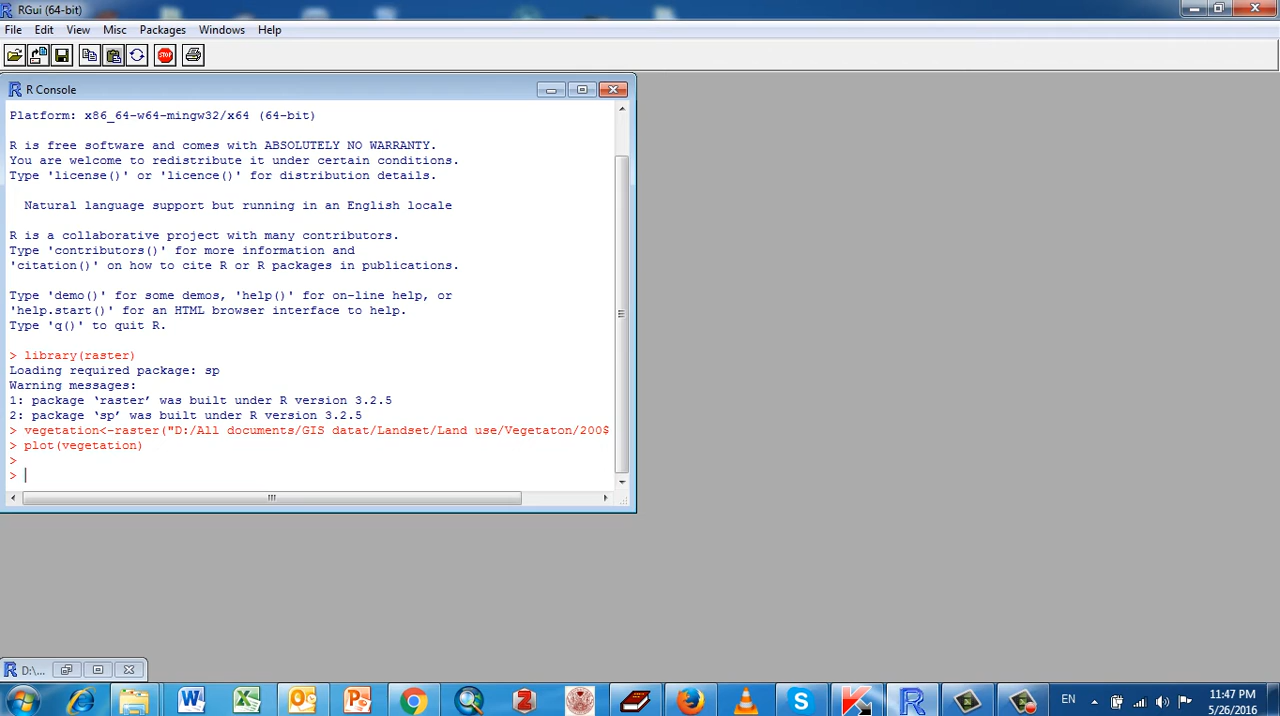 RGui (64-bit)
File Edit View Misc Packages Windows Help
STOP
R Console
Platform: x86_64-w64-mingw32/x64 (64-bit)
R is free software and comes with ABSOLUTELY NO WARRANTY.
You are welcome to redistribute it under certain conditions.
Type 'license()' or 'licence()' for distribution details.
Natural language support but running in an English locale
R is a collaborative project with many contributors.
Type 'contributors()' for more information and
'citation()' on how to cite R or R packages in publications.
Type 'demo()' for some demos, 'help()' for on-line help, or
'help.start()' for an HTML browser interface to help.
Type 'q()' to quit R.
> library(raster)
Loading required package: sp
Warning messages:
1: package ‘raster’ was built under R version 3.2.5
2: package ‘sp’ was built under R version 3.2.5
> vegetation<-raster("D:/All documents/GIS datat/Landset/Land use/Vegetaton/200$
> plot(vegetation)
>
>
D:\...
EN
11:47 PM
5/26/2016